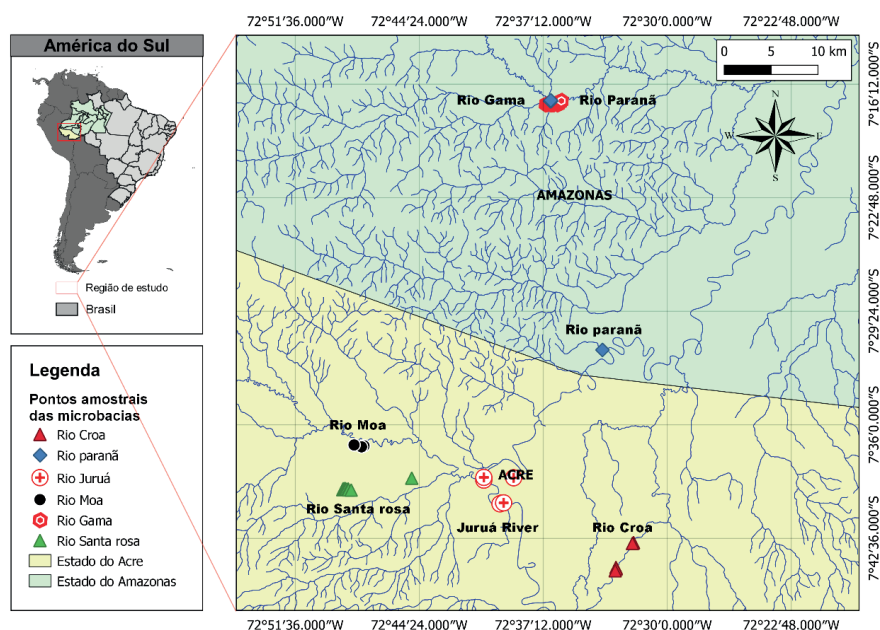 América do Sul
Região de estudo
Brasil
Legenda
Pontos amostrais
das microbacias
Rio Croa
Rio paranã
Rio Juruá
Rio Moa
Rio Gama
Rio Santa rosa
Estado do Acre
Estado do Amazonas
72°51'36.000"W 72°44'24.000"W 72°37'12.000"W 72°30'0.000"W 72°22'48.000"W
0 5 10 km
N
W E
S
Rio Gama Rio Paranã
AMAZONAS
Rio paranã
Rio Moa
ACRE
Rio Santa rosa
Juruá River
Rio Croa
7°16'12.000"S
7°22'48.000"S
7°29'24.000"S
7°36'0.000"S
7°42'36.000"S
72°51'36.000"W 72°44'24.000"W 72°37'12.000"W 72°30'0.000"W 72°22'48.000"W